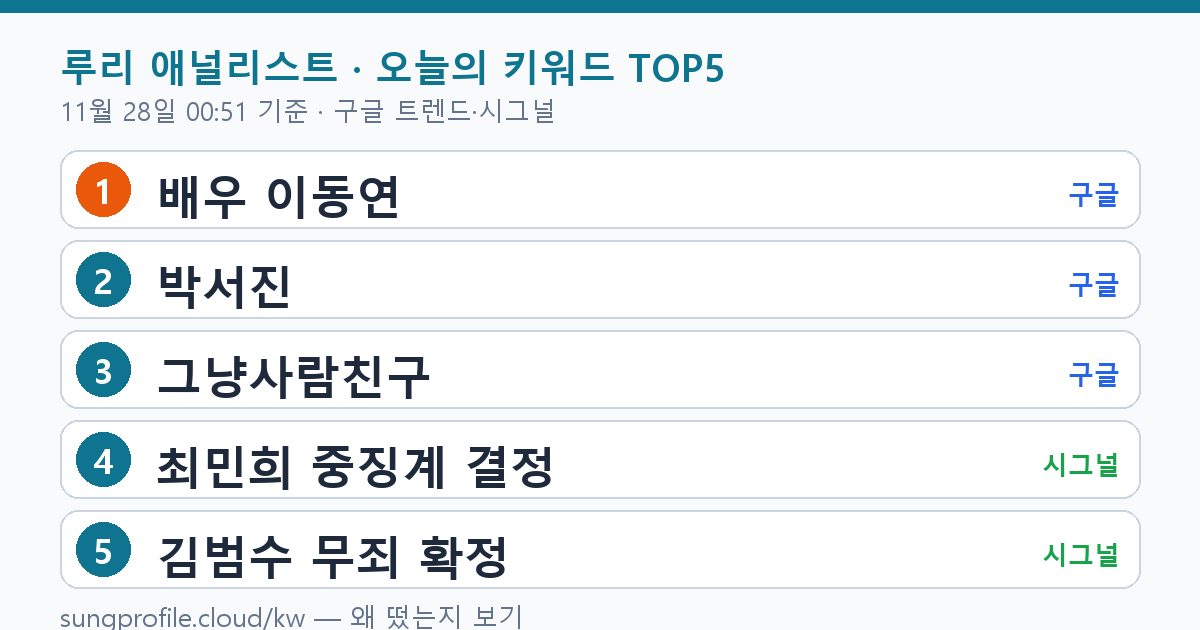 루리 애널리스트 · 오늘의 키워드 TOP5
11월 28일 00:51 기준 · 구글 트렌드·시그널
1 배우 이동연 구글
2 박서진 구글
3 그냥사람친구 구글
4 최민희 중징계 결정 시그널
5 김범수 무죄 확정 시그널
sungprofile.cloud/kw — 왜 떴는지 보기